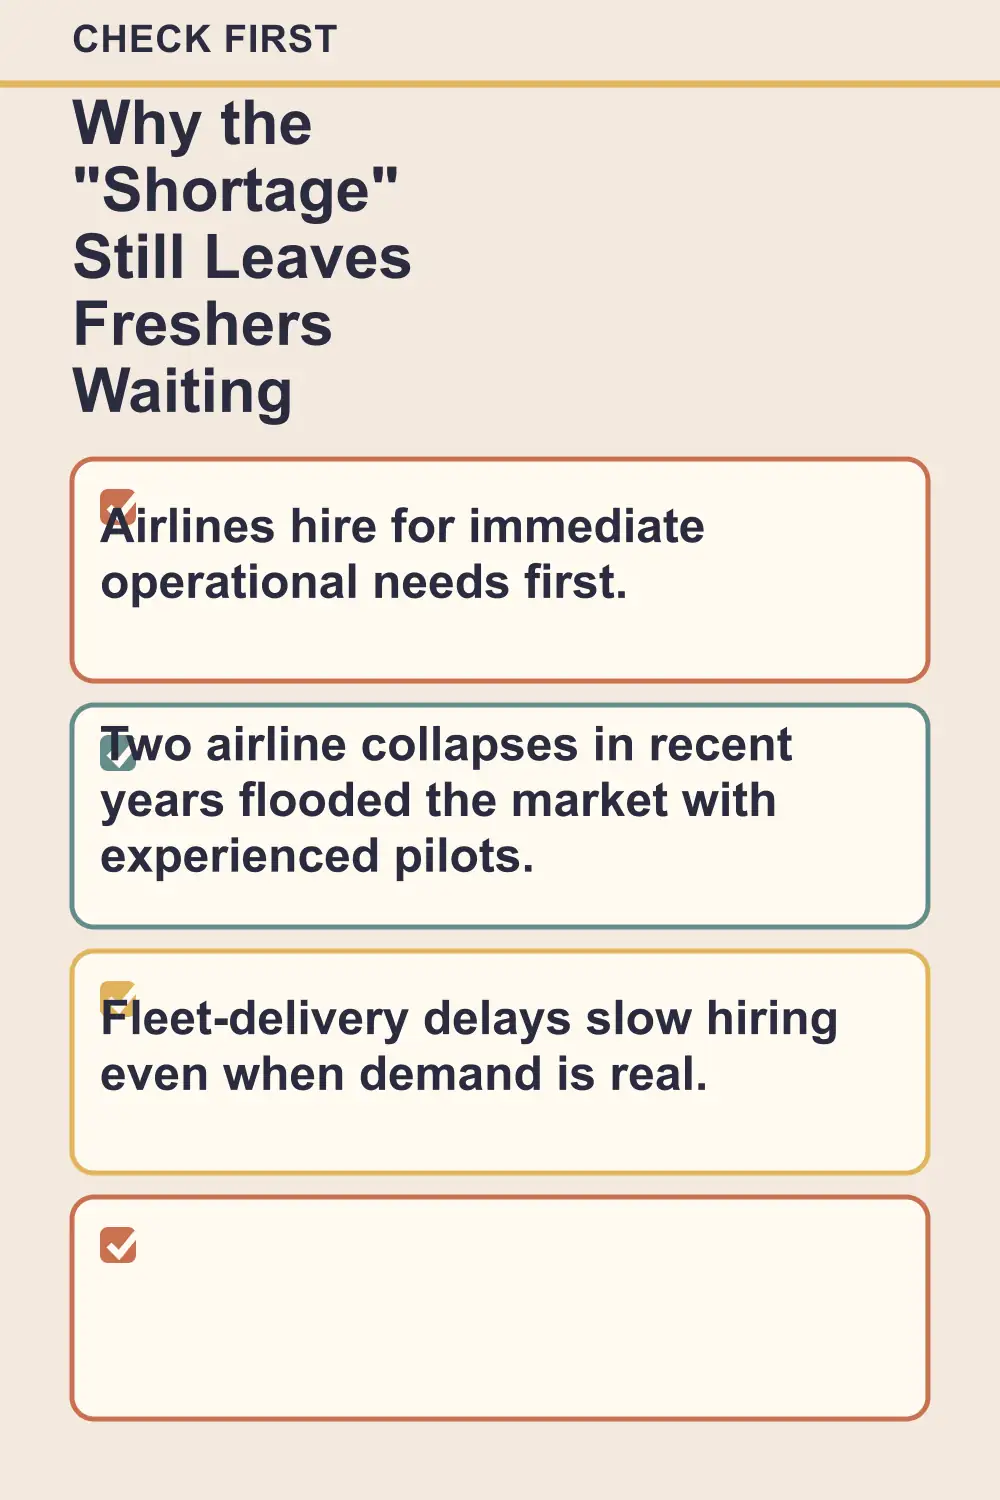 CHECK FIRST
Why the
"Shortage"
Still Leaves
Freshers
Waiting
Airlines hire for immediate
operational needs first.
Two airline collapses in recent
years flooded the market with
experienced pilots.
Fleet-delivery delays slow hiring
even when demand is real.